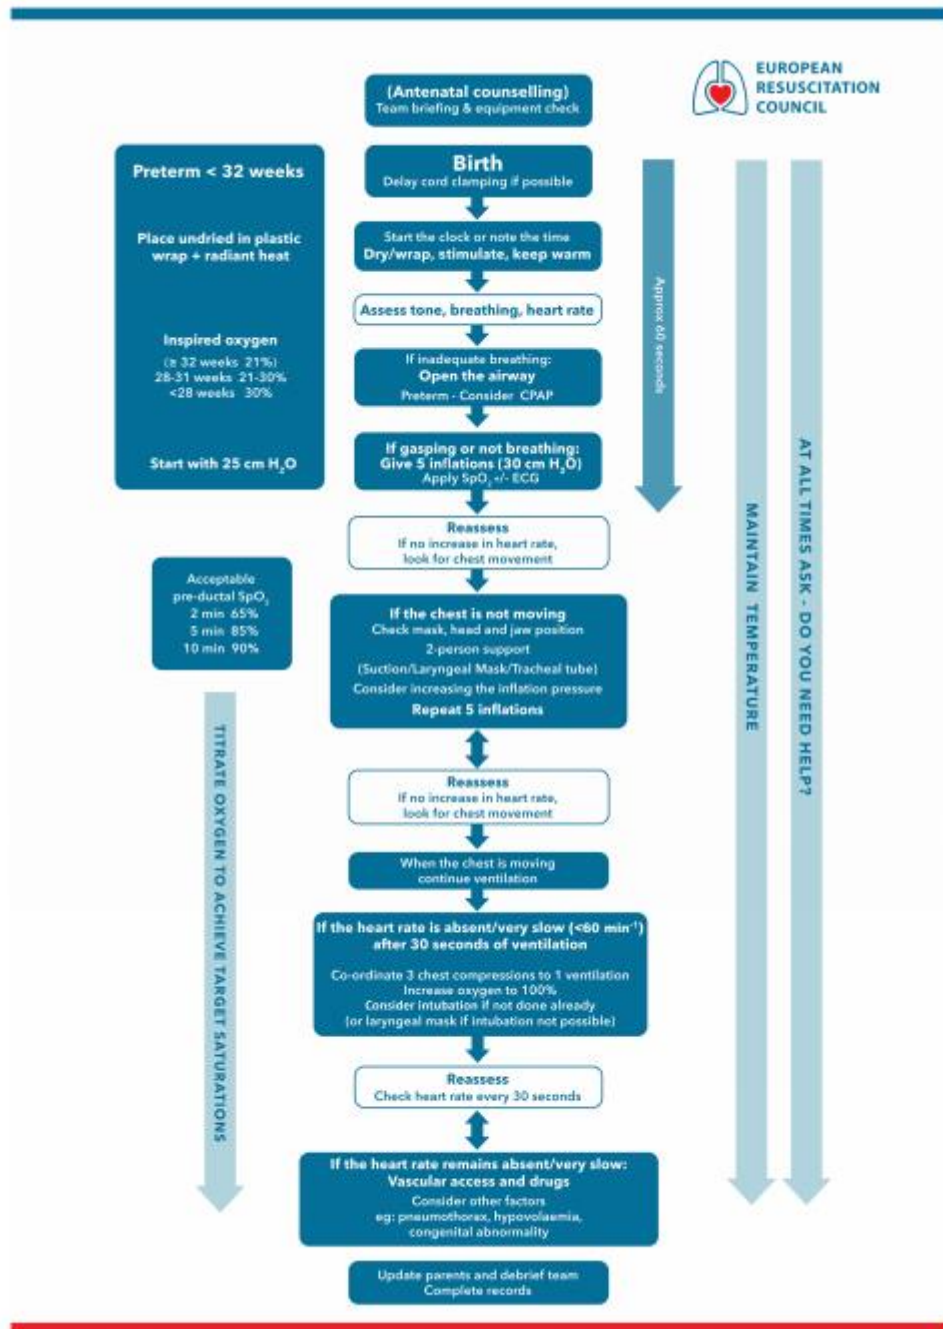 EUROPEAN
RESUSCITATION
COUNCIL
(Antenatal counselling)
Team briefing & equipment check
Birth
Delay cord clamping if possible
Start the clock or note the time
Dry/wrap, stimulate, keep warm
Assess tone, breathing, heart rate
If inadequate breathing:
Open the airway
Preterm - Consider CPAP
If gasping or not breathing:
Give 5 inflations (30 cm H₂O)
Apply SpO₂ +/- ECG
Reassess
If no increase in heart rate,
look for chest movement
If the chest is not moving
Check mask, head and jaw position
2-person support
(Suction/Laryngeal Mask/Tracheal tube)
Consider increasing the inflation pressure
Repeat 5 inflations
Reassess
If no increase in heart rate,
look for chest movement
When the chest is moving
continue ventilation
If the heart rate is absent/very slow (<60 min⁻¹)
after 30 seconds of ventilation
Co-ordinate 3 chest compressions to 1 ventilation
Increase oxygen to 100%
Consider intubation if not done already
(or laryngeal mask if intubation not possible)
Reassess
Check heart rate every 30 seconds
If the heart rate remains absent/very slow:
Vascular access and drugs
Consider other factors
eg: pneumothorax, hypovolaemia,
congenital abnormality
Update parents and debrief team
Complete records
Preterm < 32 weeks
Place undried in plastic
wrap + radiant heat
Inspired oxygen
(≥ 32 weeks 21%)
28-31 weeks 21-30%
<28 weeks 30%
Start with 25 cm H₂O
Acceptable
pre-ductal SpO₂
2 min 65%
5 min 85%
10 min 90%
TITRATE OXYGEN TO ACHIEVE TARGET SATURATIONS
Approx 60 seconds
MAINTAIN TEMPERATURE
AT ALL TIMES ASK - DO YOU NEED HELP?